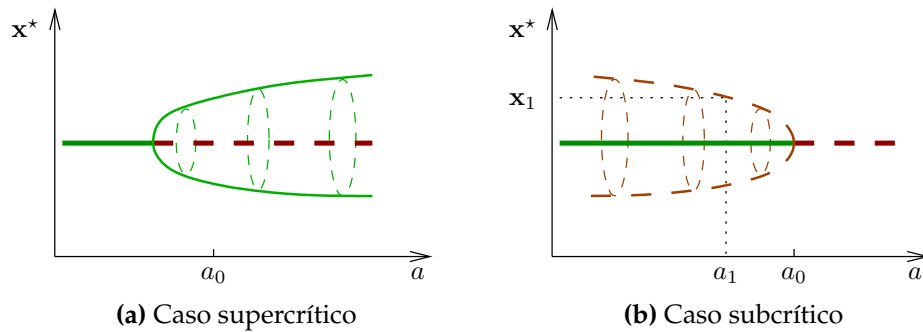 x⋆
a₀
a
(a) Caso supercrítico
x⋆
x₁
a₁
a₀
a
(b) Caso subcrítico